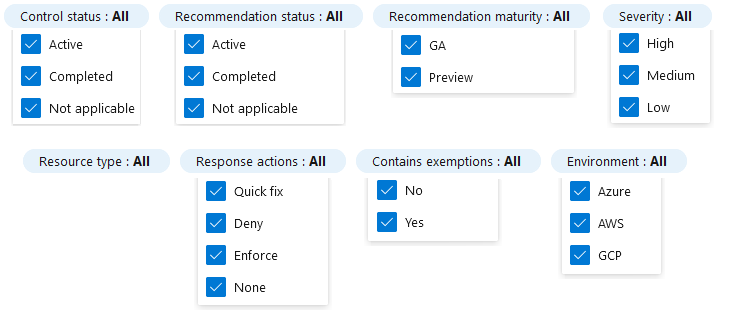 Control status : All
Active
Completed
Not applicable
Recommendation status : All
Active
Completed
Not applicable
Recommendation maturity : All
GA
Preview
Severity : All
High
Medium
Low
Resource type : All
Response actions : All
Quick fix
Deny
Enforce
None
Contains exemptions : All
No
Yes
Environment : All
Azure
AWS
GCP